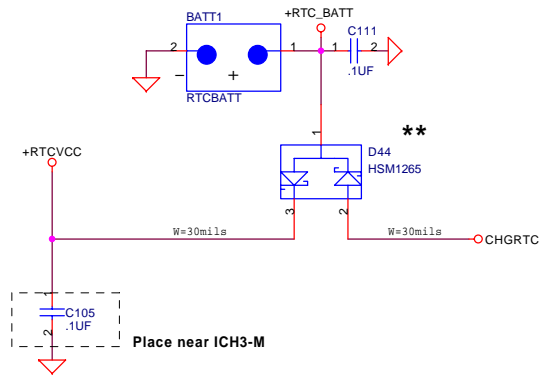 BATT1
+RTC_BATT
2
1
1
2
C111
.1UF
−
+
RTCBATT
1
**
D44
HSM1265
+RTCVCC
3
2
W=30mils
W=30mils
CHGRTC
1
C105
.1UF
2
Place near ICH3-M